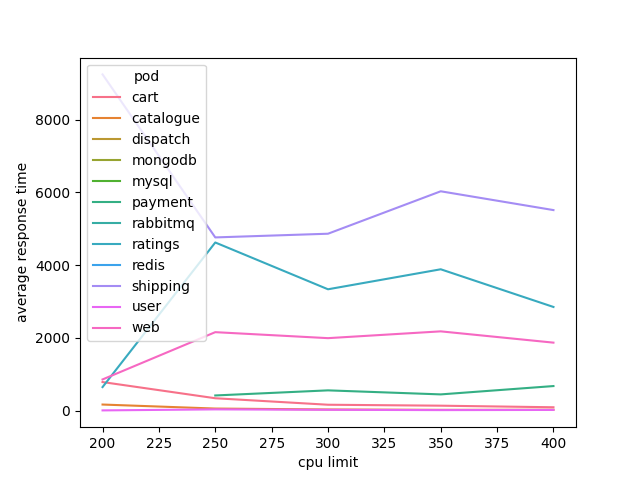 pod
cart
catalogue
dispatch
mongodb
mysql
payment
rabbitmq
ratings
redis
shipping
user
web
average response time
8000
6000
4000
2000
0
200 225 250 275 300 325 350 375 400
cpu limit